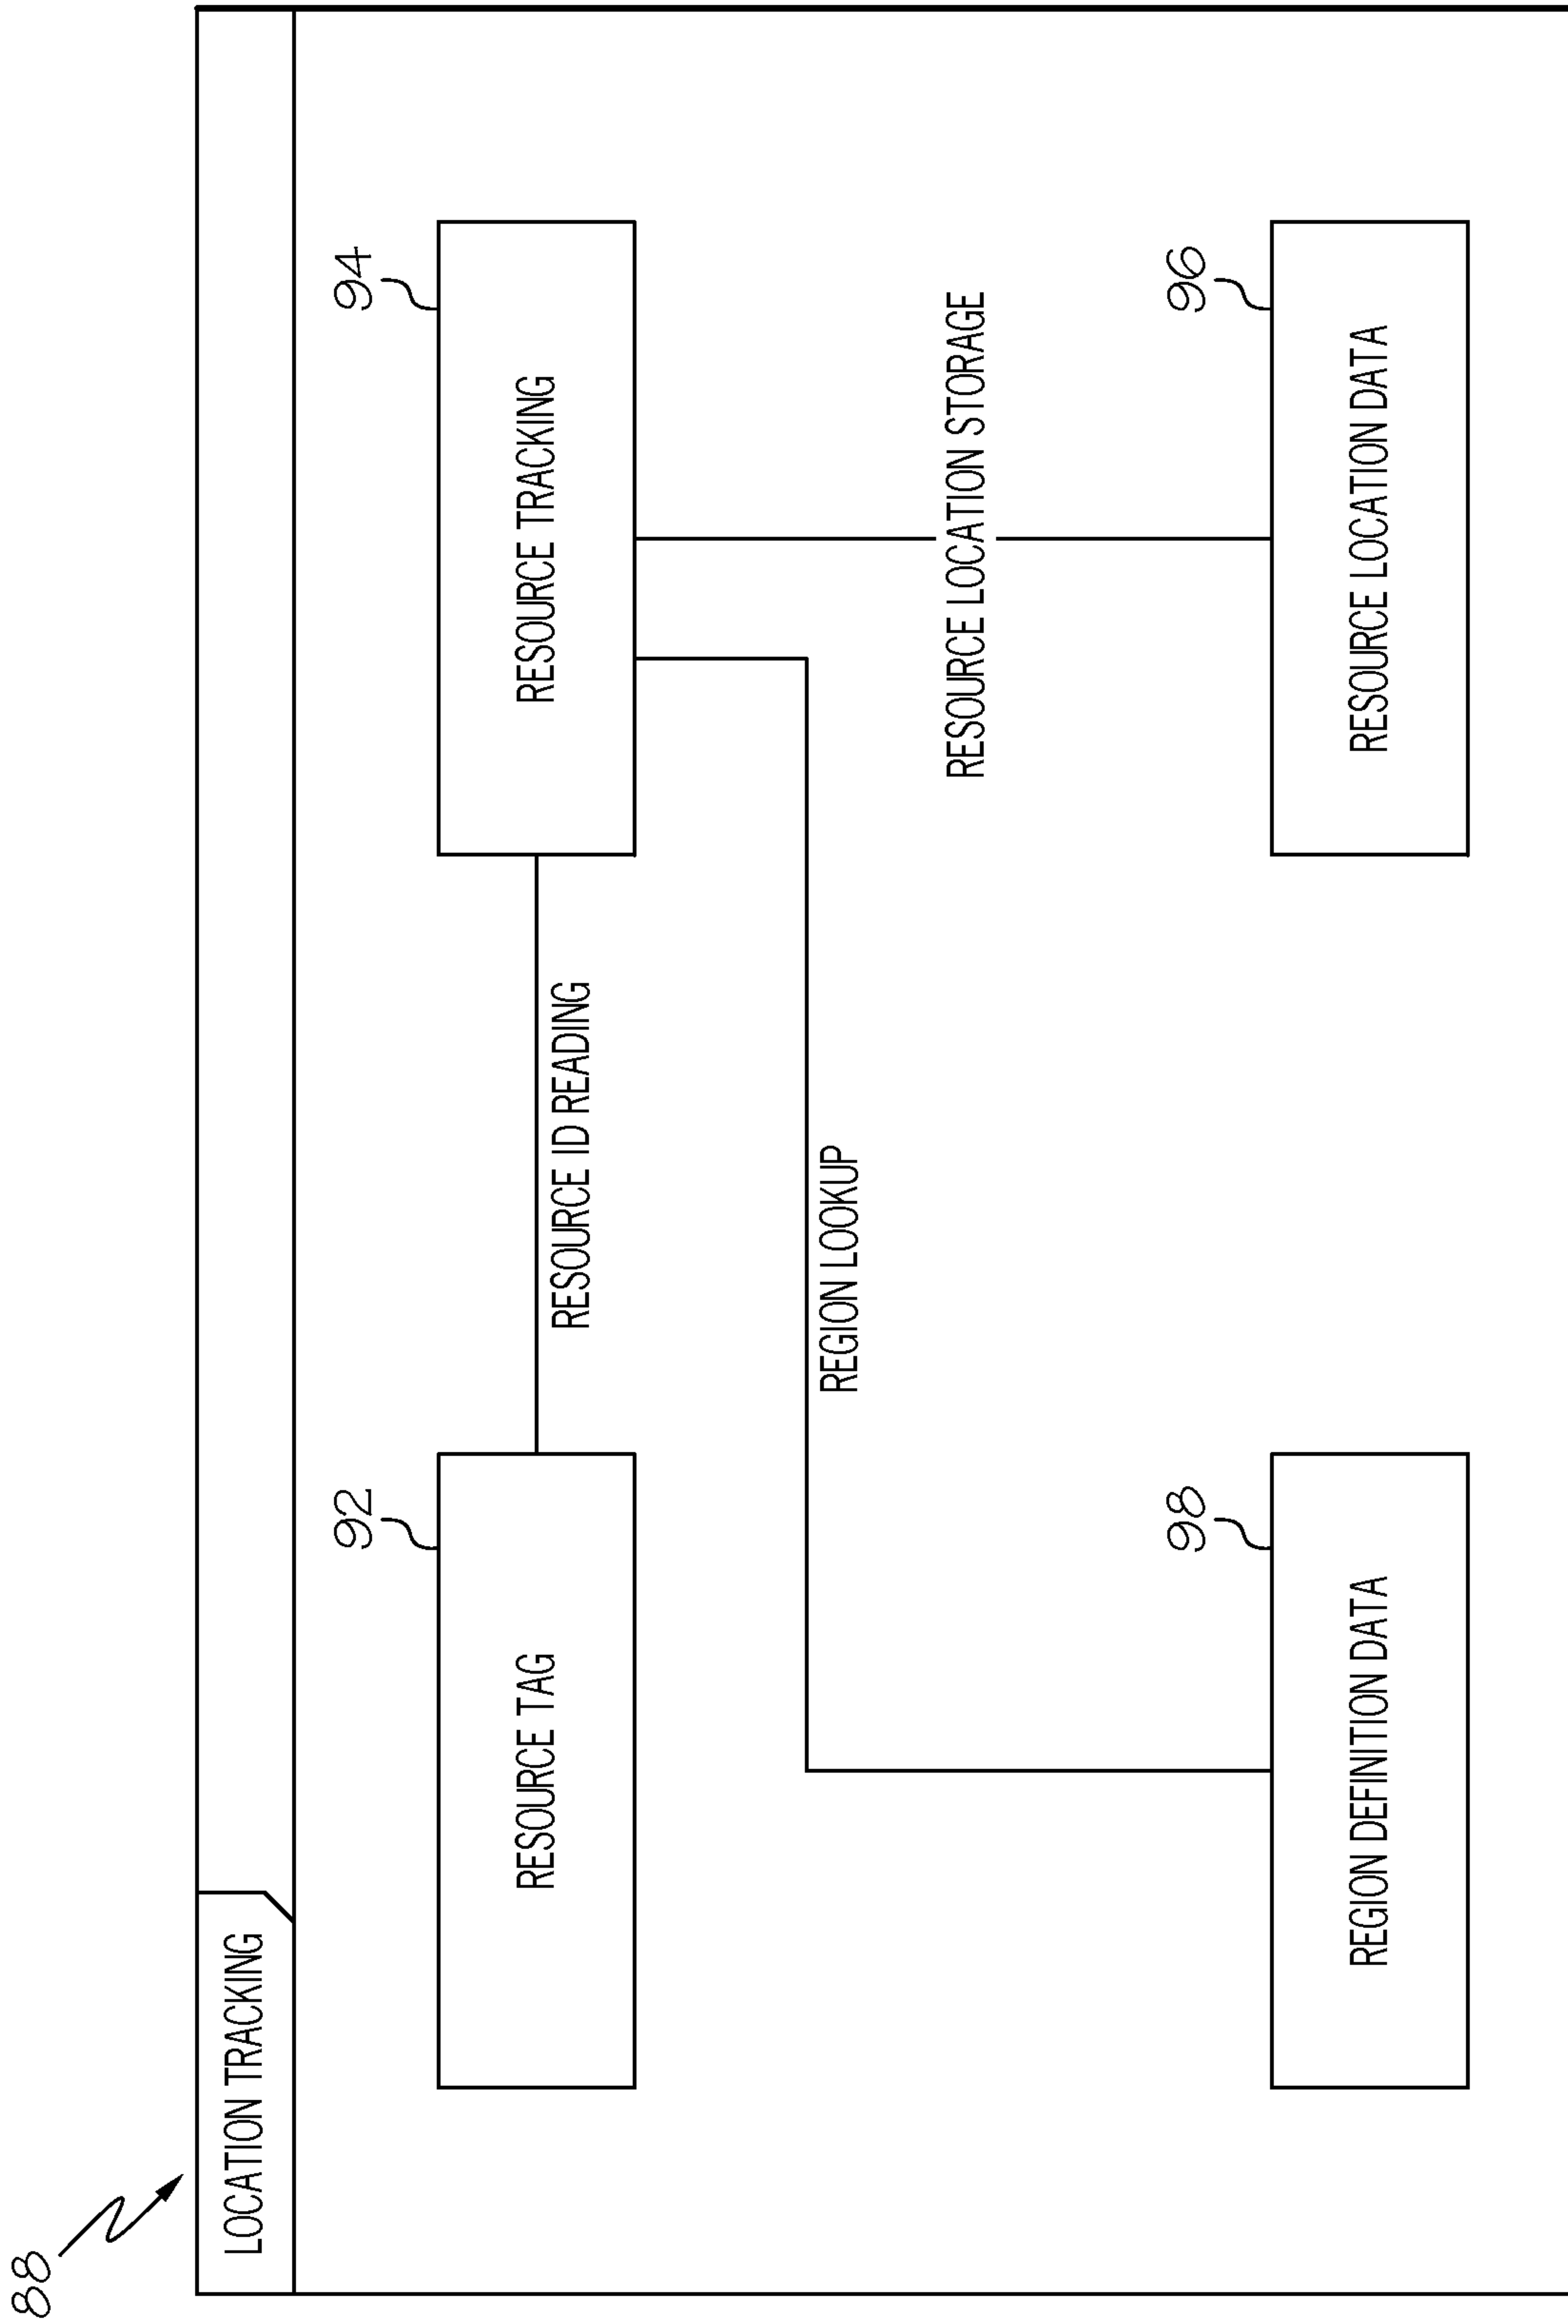 88
LOCATION TRACKING
92
RESOURCE TAG
RESOURCE ID READING
94
RESOURCE TRACKING
REGION LOOKUP
RESOURCE LOCATION STORAGE
98
REGION DEFINITION DATA
96
RESOURCE LOCATION DATA